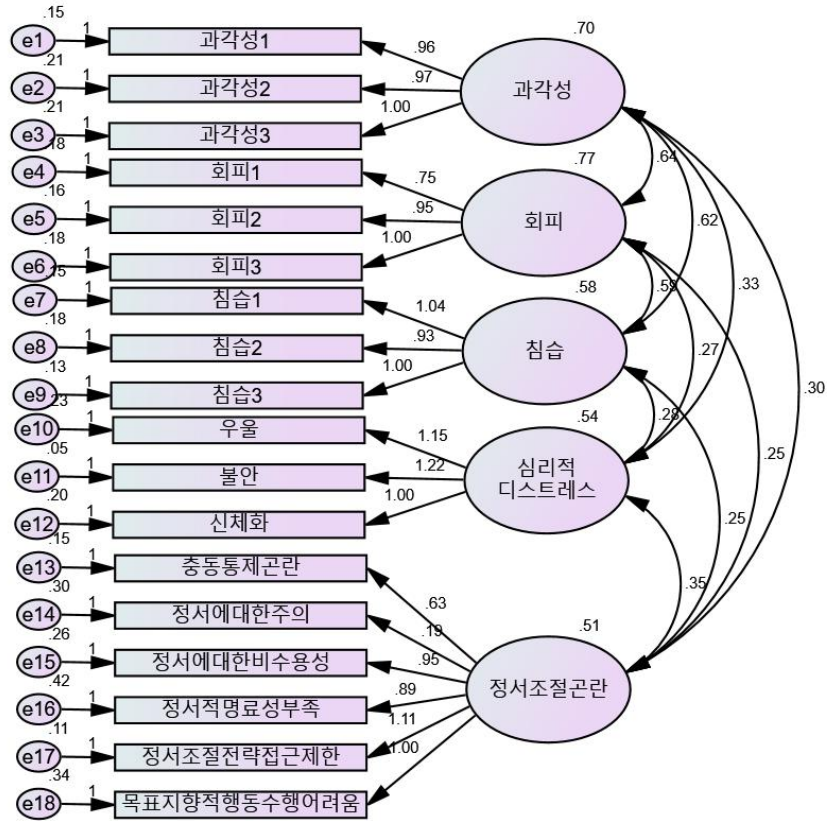 .15
e1 1 과각성1 .96 .70
.21
e2 1 과각성2 .97 과각성
.21
e3 1 과각성3 1.00
.18
e4 1 회피1 .75 .77 .64
.16
e5 1 회피2 .95 회피 .62
.18
e6 1 회피3 1.00
.15
e7 1 침습1 1.04 .58 .59 .33
.18
e8 1 침습2 .93 침습 .27
.13
e9 1 침습3 1.00 .30
.23
e10 1 우울 1.15 .54 .28
.05
e11 1 불안 1.22 심리적
디스트레스 .25
.20
e12 1 신체화 1.00 .25
.15
e13 1 충동통제곤란 .63 .35
.30
e14 1 정서에대한주의 .19 .51
.26
e15 1 정서에대한비수용성 .95
.42
e16 1 정서적명료성부족 .89 정서조절곤란
.11
e17 1 정서조절전략접근제한 1.11
.34
e18 1 목표지향적행동수행어려움 1.00